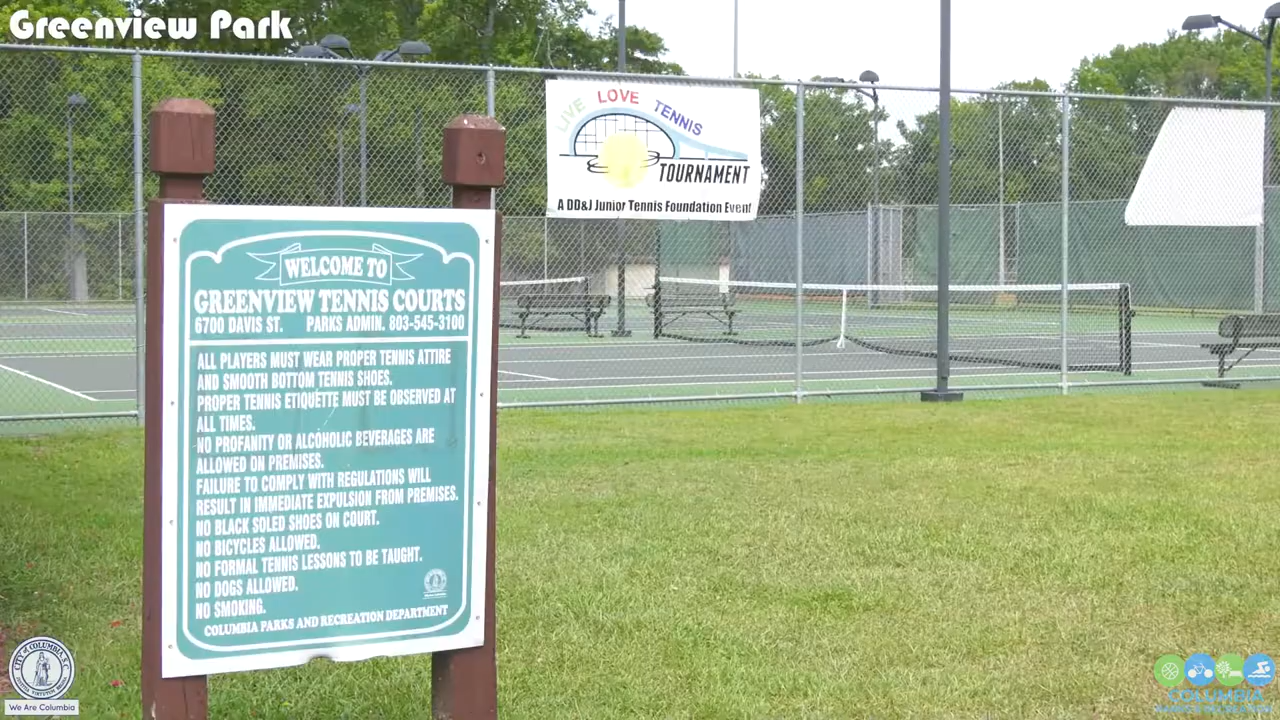 Greenview Park
LIVE LOVE TENNIS
TOURNAMENT
A DD&J Junior Tennis Foundation Event
WELCOME TO
GREENVIEW TENNIS COURTS
6700 DAVIS ST. PARKS ADMIN. 803-545-3100
ALL PLAYERS MUST WEAR PROPER TENNIS ATTIRE
AND SMOOTH BOTTOM TENNIS SHOES.
PROPER TENNIS ETIQUETTE MUST BE OBSERVED AT
ALL TIMES.
NO PROFANITY OR ALCOHOLIC BEVERAGES ARE
ALLOWED ON PREMISES.
FAILURE TO COMPLY WITH REGULATIONS WILL
RESULT IN IMMEDIATE EXPULSION FROM PREMISES.
NO BLACK SOLED SHOES ON COURT.
NO BICYCLES ALLOWED.
NO FORMAL TENNIS LESSONS TO BE TAUGHT.
NO DOGS ALLOWED.
NO SMOKING.
COLUMBIA PARKS AND RECREATION DEPARTMENT
CITY OF COLUMBIA, S.C.
We Are Columbia
COLUMBIA